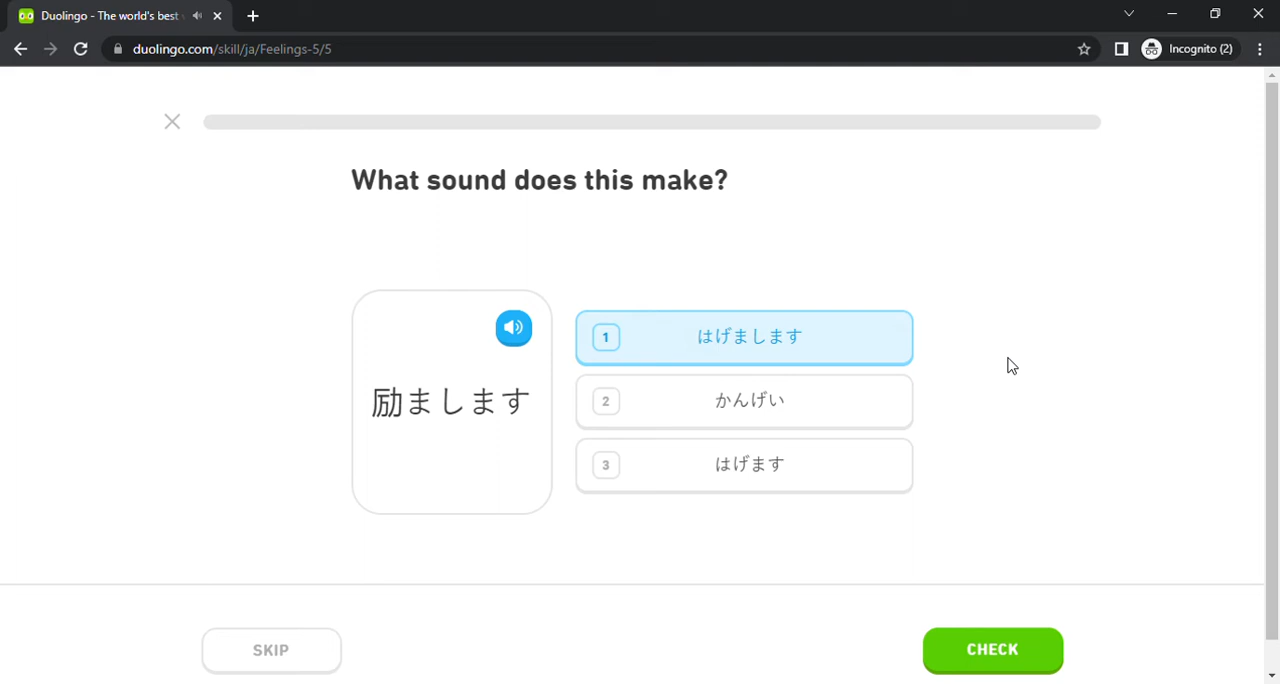 Duolingo - The world's best
duolingo.com/skill/ja/Feelings-5/5
Incognito (2)
What sound does this make?
励まします
1 はげまします
2 かんげい
3 はげます
SKIP
CHECK